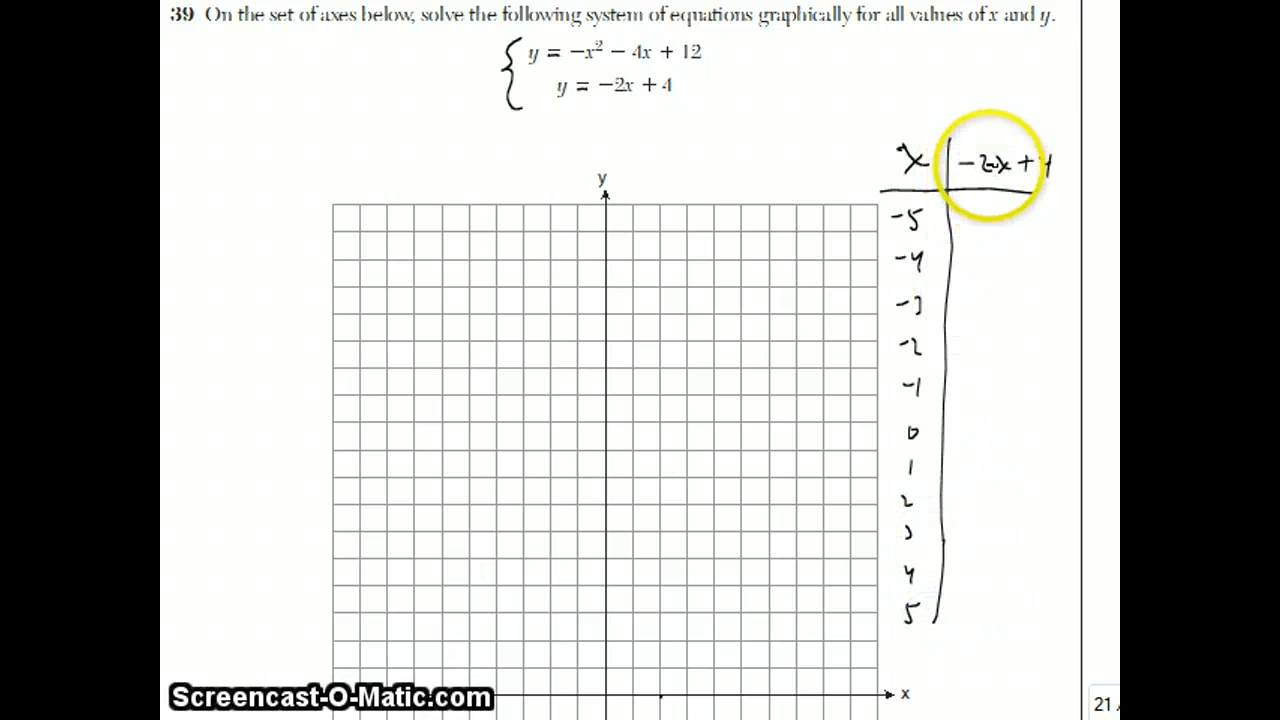 39 On the set of axes below, solve the following system of equations graphically for all values of x and y.
y = −x² − 4x + 12
y = −2x + 4
x
-2x + 4
y
-5
-4
-3
-2
-1
0
1
2
3
4
5
x
Screencast-O-Matic.com
21